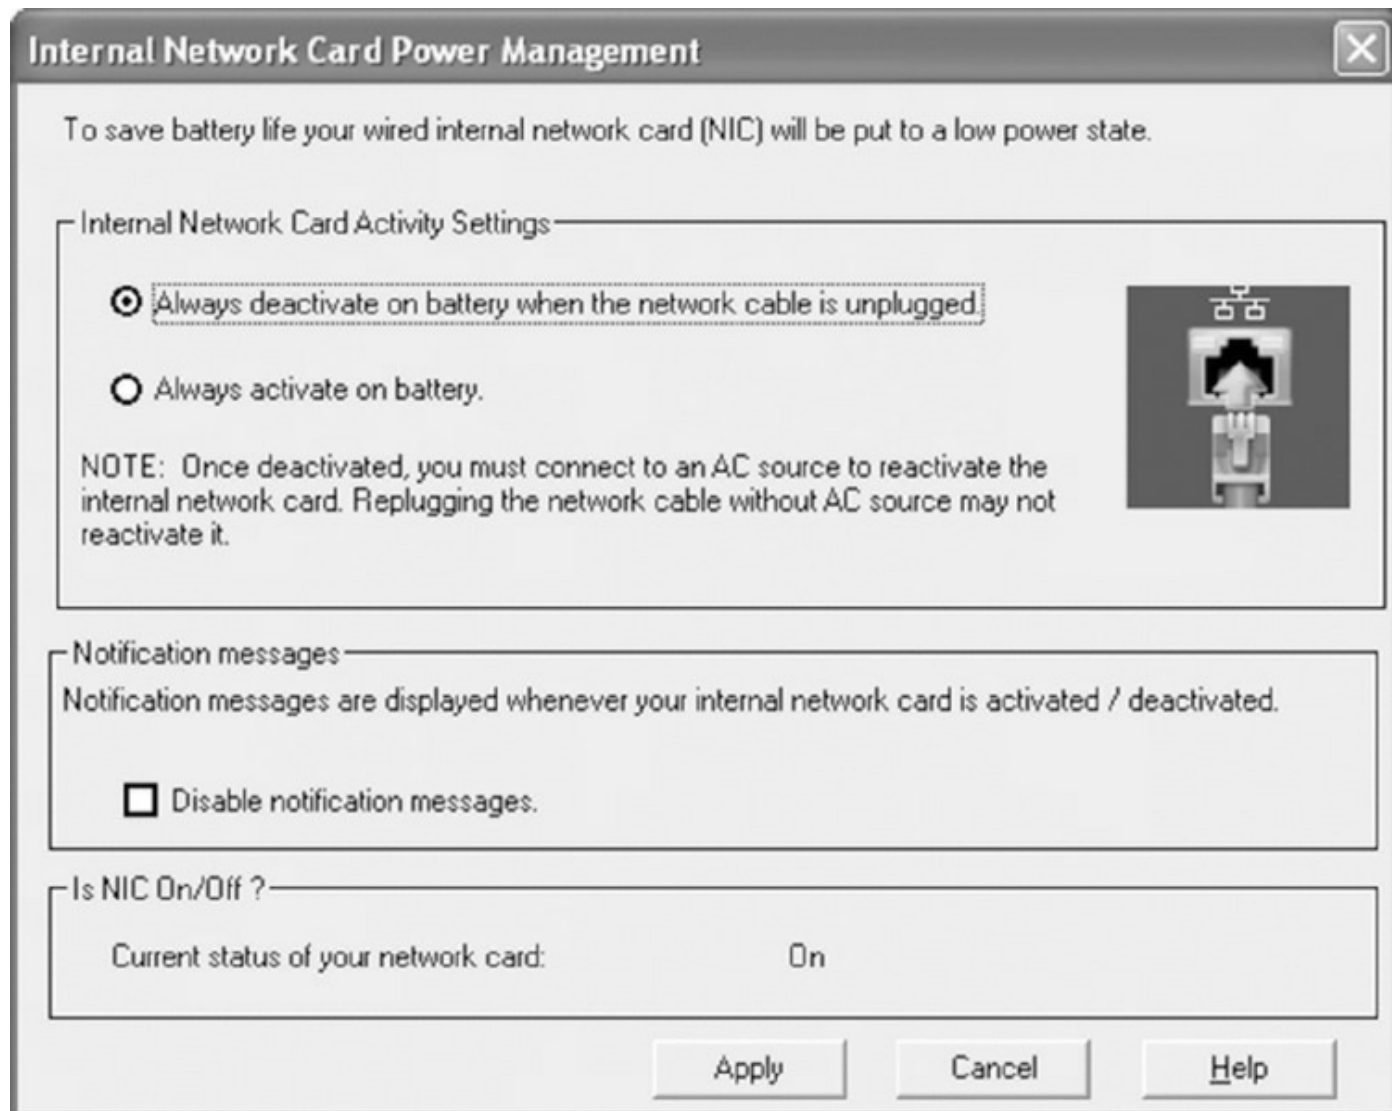 Internal Network Card Power Management
To save battery life your wired internal network card (NIC) will be put to a low power state.
Internal Network Card Activity Settings
Always deactivate on battery when the network cable is unplugged.
Always activate on battery.
NOTE: Once deactivated, you must connect to an AC source to reactivate the
internal network card. Replugging the network cable without AC source may not
reactivate it.
Notification messages
Notification messages are displayed whenever your internal network card is activated / deactivated.
Disable notification messages.
Is NIC On/Off ?
Current status of your network card: On
Apply Cancel Help